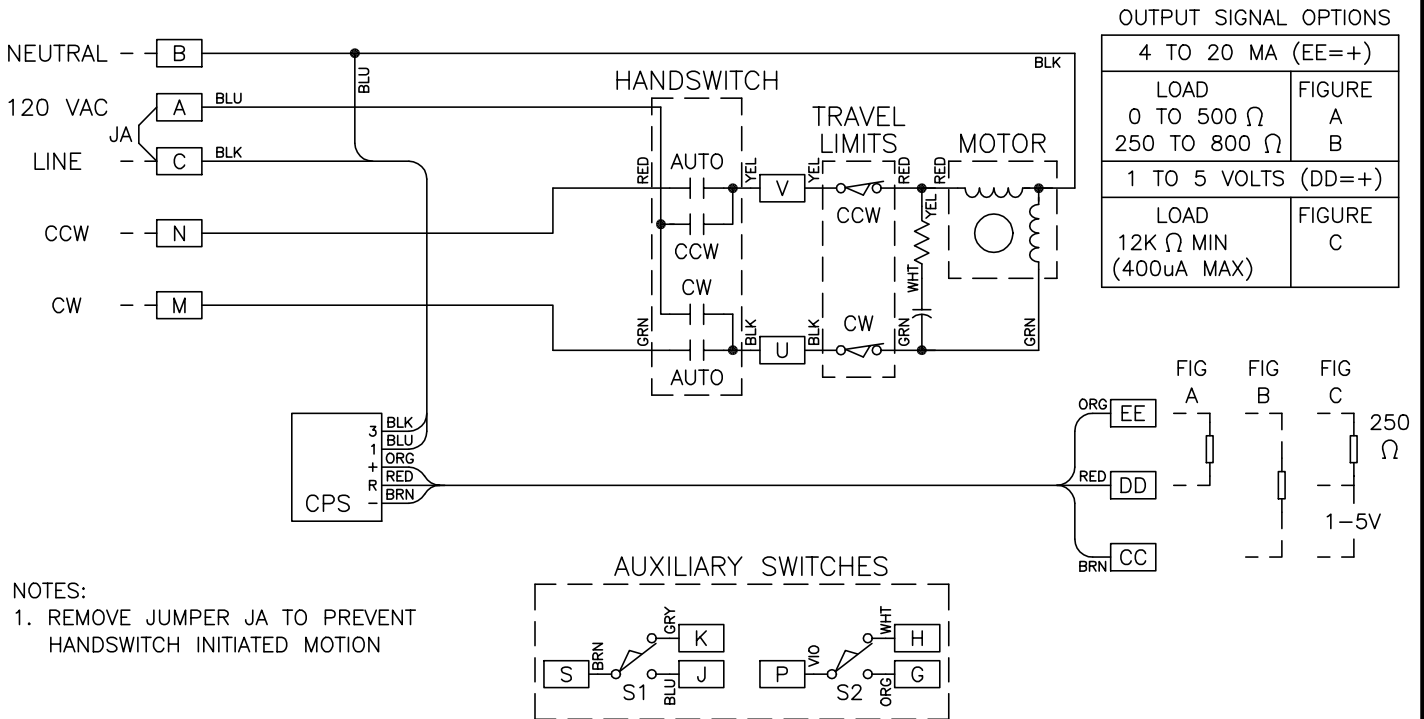 OUTPUT SIGNAL OPTIONS
4 TO 20 MA (EE=+)
LOAD FIGURE
0 TO 500 Ω A
250 TO 800 Ω B
1 TO 5 VOLTS (DD=+)
LOAD FIGURE
12K Ω MIN C
(400uA MAX)
NEUTRAL B
BLU
BLK
120 VAC A BLU
JA
LINE C BLK
CCW N
CW M
HANDSWITCH
RED AUTO YEL
CCW
CW
GRN AUTO BLK
V YEL
U BLK
TRAVEL
LIMITS
CCW RED
CW GRN
YEL
WHT
MOTOR
RED
GRN
CPS
3 BLK
1 BLU
+ ORG
R RED
- BRN
ORG EE
RED DD
BRN CC
FIG FIG FIG
A B C
250
Ω
1-5V
NOTES:
1. REMOVE JUMPER JA TO PREVENT
HANDSWITCH INITIATED MOTION
AUXILIARY SWITCHES
S BRN S1 GRY K
BLU J
P VIO S2 WHT H
ORG G